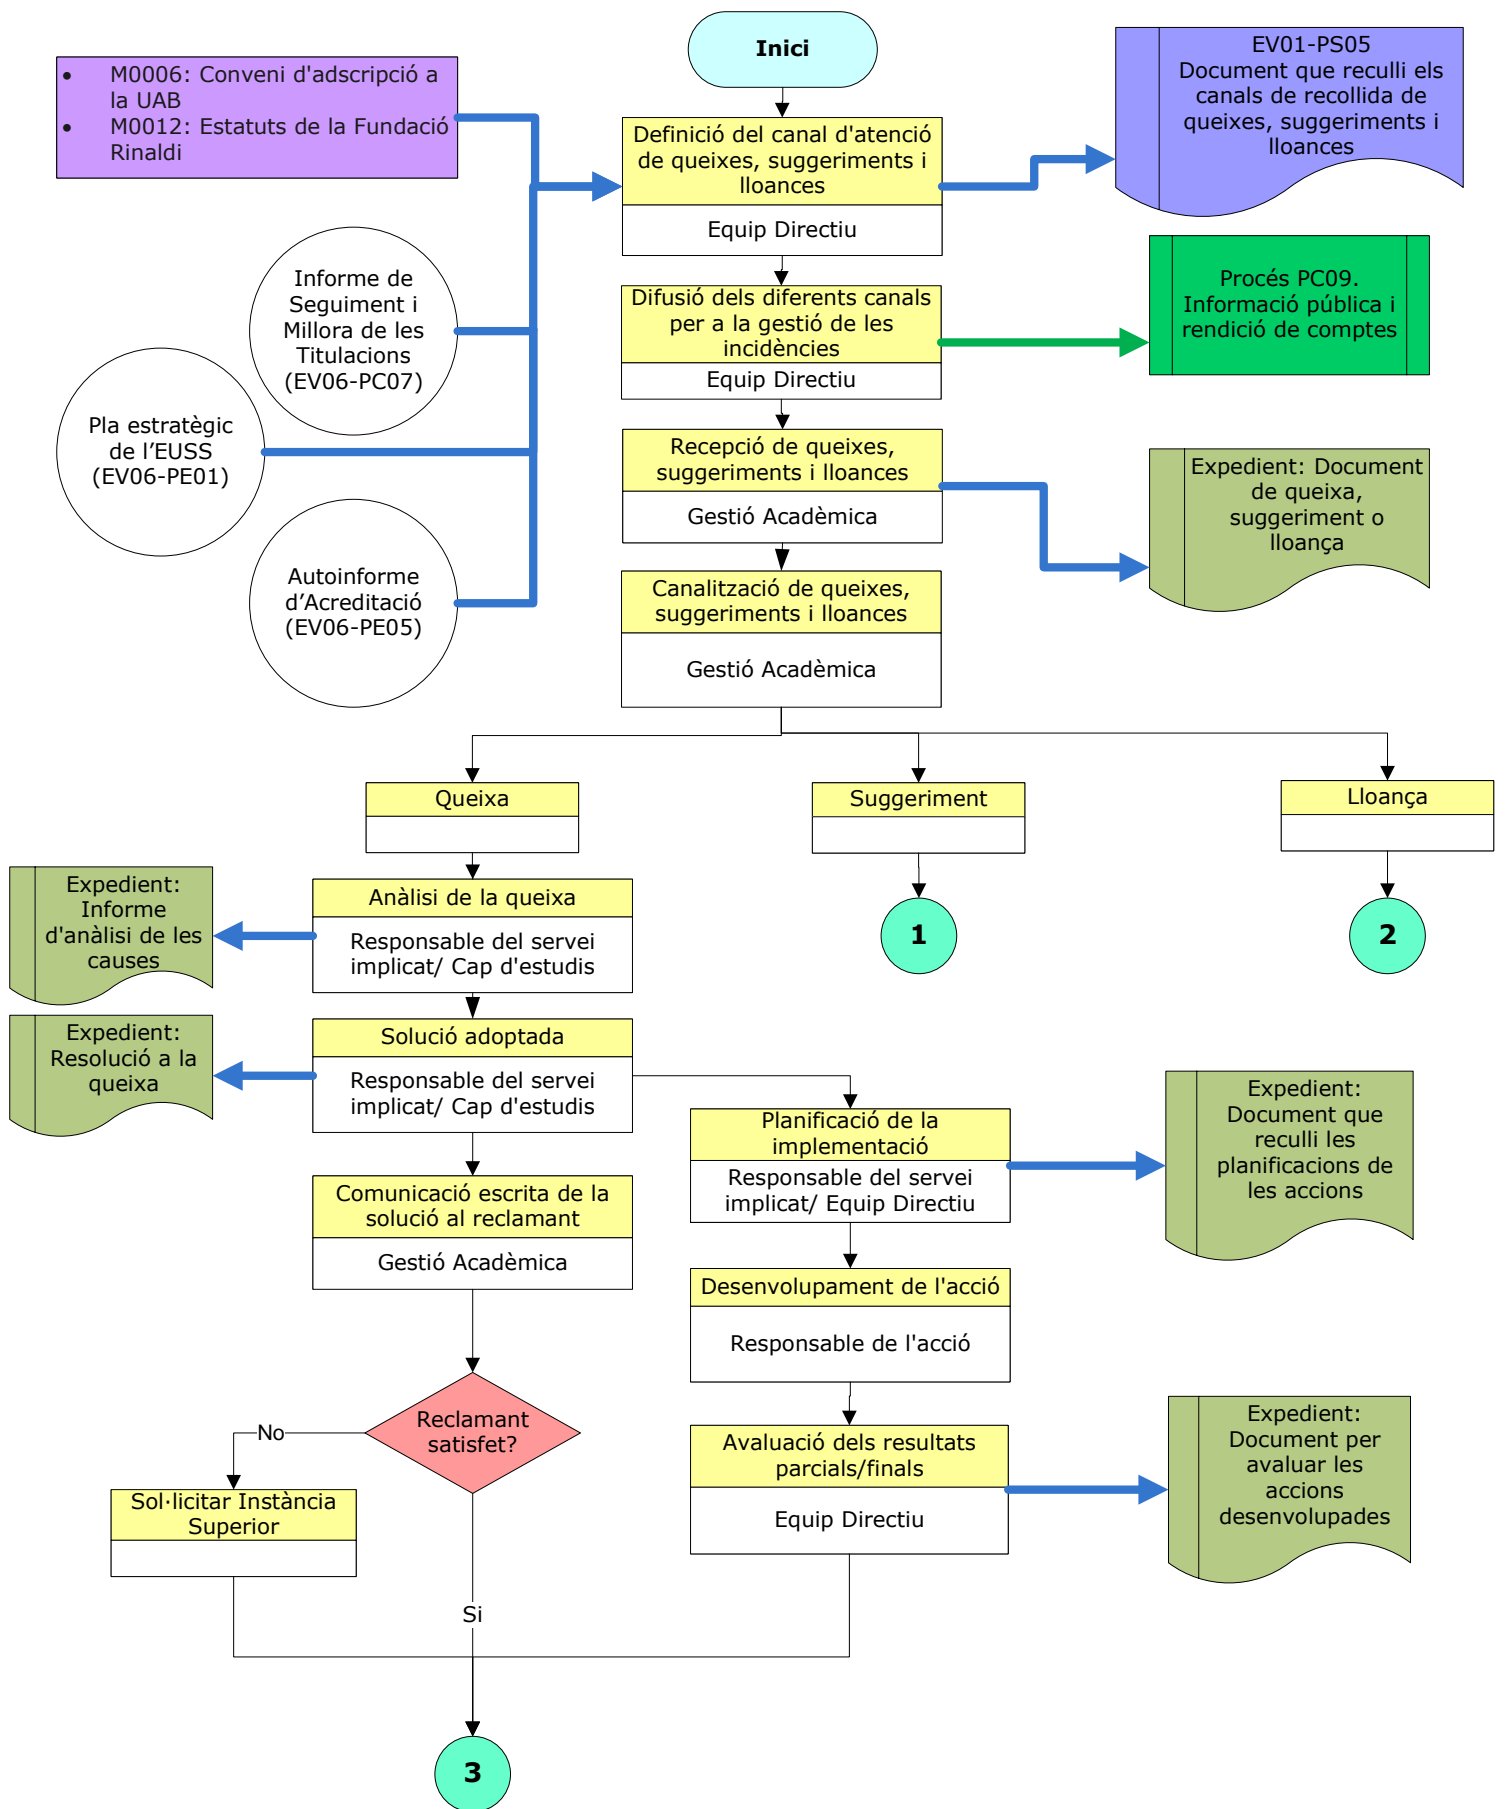 Inici
• M0006: Conveni d'adscripció a
la UAB
• M0012: Estatuts de la Fundació
Rinaldi
EV01-PS05
Document que reculli els
canals de recollida de
queixes, suggeriments i
lloances
Definició del canal d'atenció
de queixes, suggeriments i
lloances
Equip Directiu
Informe de
Seguiment i
Millora de les
Titulacions
(EV06-PC07)
Difusió dels diferents canals
per a la gestió de les
incidències
Equip Directiu
Procés PC09.
Informació pública i
rendició de comptes
Pla estratègic
de l’EUSS
(EV06-PE01)
Recepció de queixes,
suggeriments i lloances
Gestió Acadèmica
Expedient: Document
de queixa,
suggeriment o
lloança
Autoinforme
d’Acreditació
(EV06-PE05)
Canalització de queixes,
suggeriments i lloances
Gestió Acadèmica
Queixa
Suggeriment
Lloança
Expedient:
Informe
d'anàlisi de les
causes
Anàlisi de la queixa
Responsable del servei
implicat/ Cap d'estudis
1
2
Expedient:
Resolució a la
queixa
Solució adoptada
Responsable del servei
implicat/ Cap d'estudis
Planificació de la
implementació
Responsable del servei
implicat/ Equip Directiu
Expedient:
Document que
reculli les
planificacions de
les accions
Comunicació escrita de la
solució al reclamant
Gestió Acadèmica
Desenvolupament de l'acció
Responsable de l'acció
Reclamant
satisfet?
No
Avaluació dels resultats
parcials/finals
Equip Directiu
Expedient:
Document per
avaluar les
accions
desenvolupades
Sol·licitar Instància
Superior
Si
3